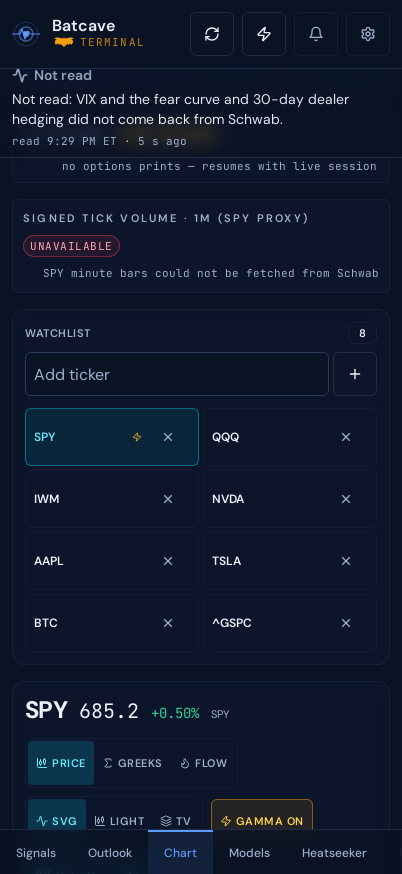 Batcave
TERMINAL
Not read
Not read: VIX and the fear curve and 30-day dealer
hedging did not come back from Schwab.
read 9:29 PM ET · 5 s ago
no options prints — resumes with live session
SIGNED TICK VOLUME · 1M (SPY PROXY)
UNAVAILABLE
SPY minute bars could not be fetched from Schwab
WATCHLIST
8
Add ticker
SPY
QQQ
IWM
NVDA
AAPL
TSLA
BTC
^GSPC
SPY 685.2 +0.50% SPY
PRICE GREEKS FLOW
SVG LIGHT TV GAMMA ON
Signals Outlook Chart Models Heatseeker